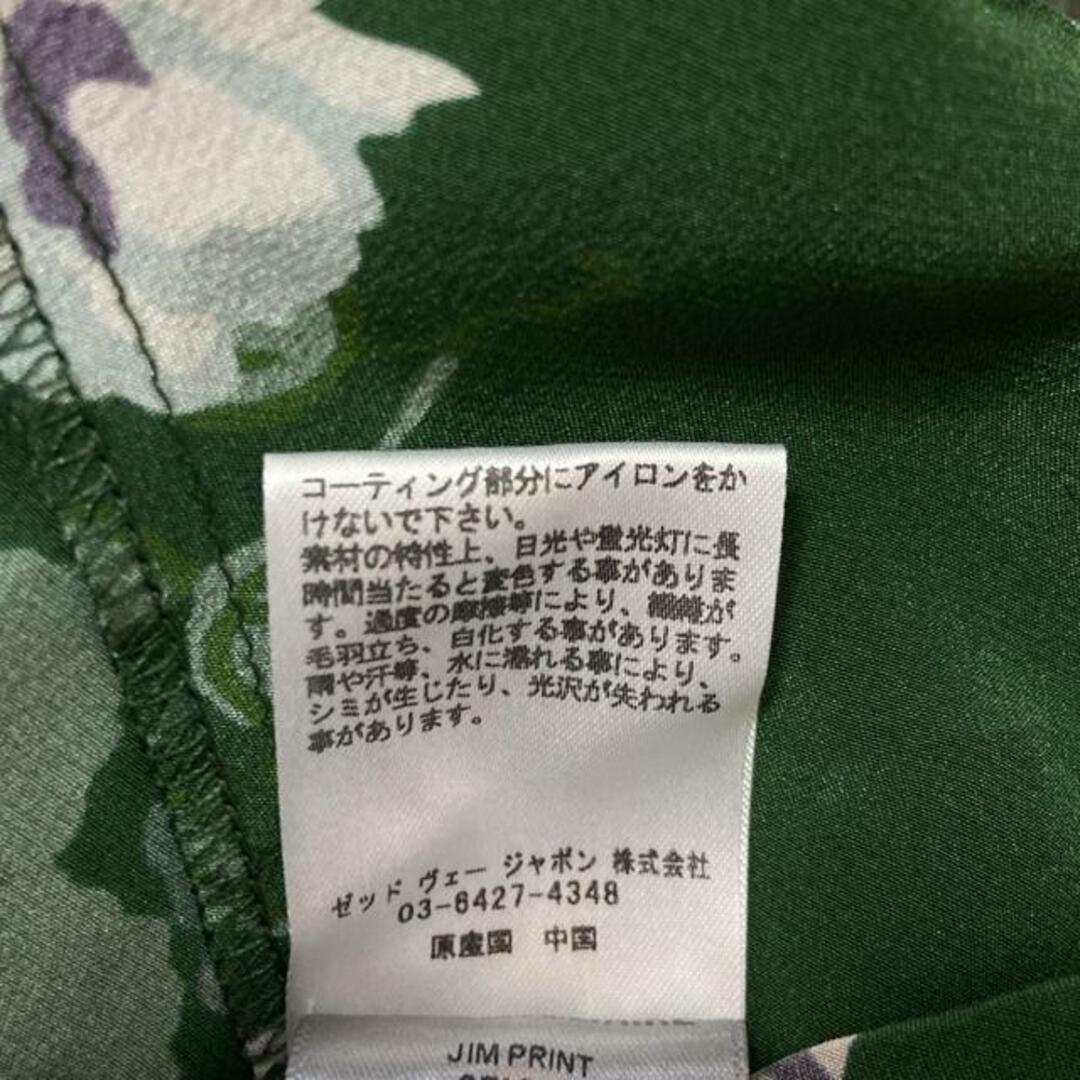 コーティング部分にアイロンをか
けないで下さい。
素材の特性上、日光や蛍光灯に長
時間当たると変色する事がありま
す。過度の摩擦等により、繊維が
毛羽立ち、白化する事があります。
雨や汗等、水に濡れる事により、
シミが生じたり、光沢が失われる
事があります。
ゼッド ヴェー ジャポン 株式会社
03-6427-4348
原産国 中国
JIM PRINT